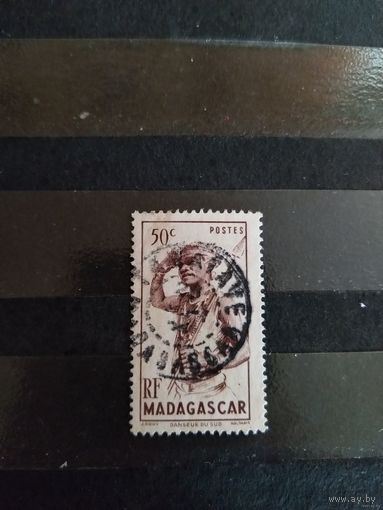 50c POSTES
RF
MADAGASCAR
DANSEUR DU SUD
www.ay.by